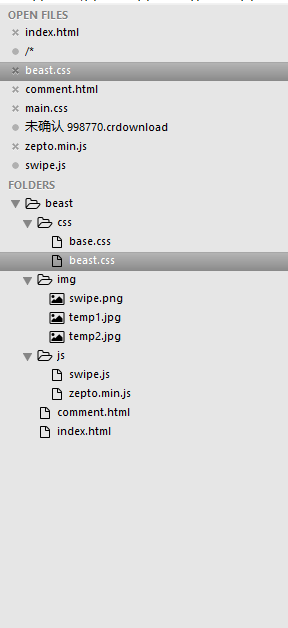 OPEN FILES
index.html
/*
beast.css
comment.html
main.css
未确认 998770.crdownload
zepto.min.js
swipe.js
FOLDERS
beast
css
base.css
beast.css
img
swipe.png
temp1.jpg
temp2.jpg
js
swipe.js
zepto.min.js
comment.html
index.html